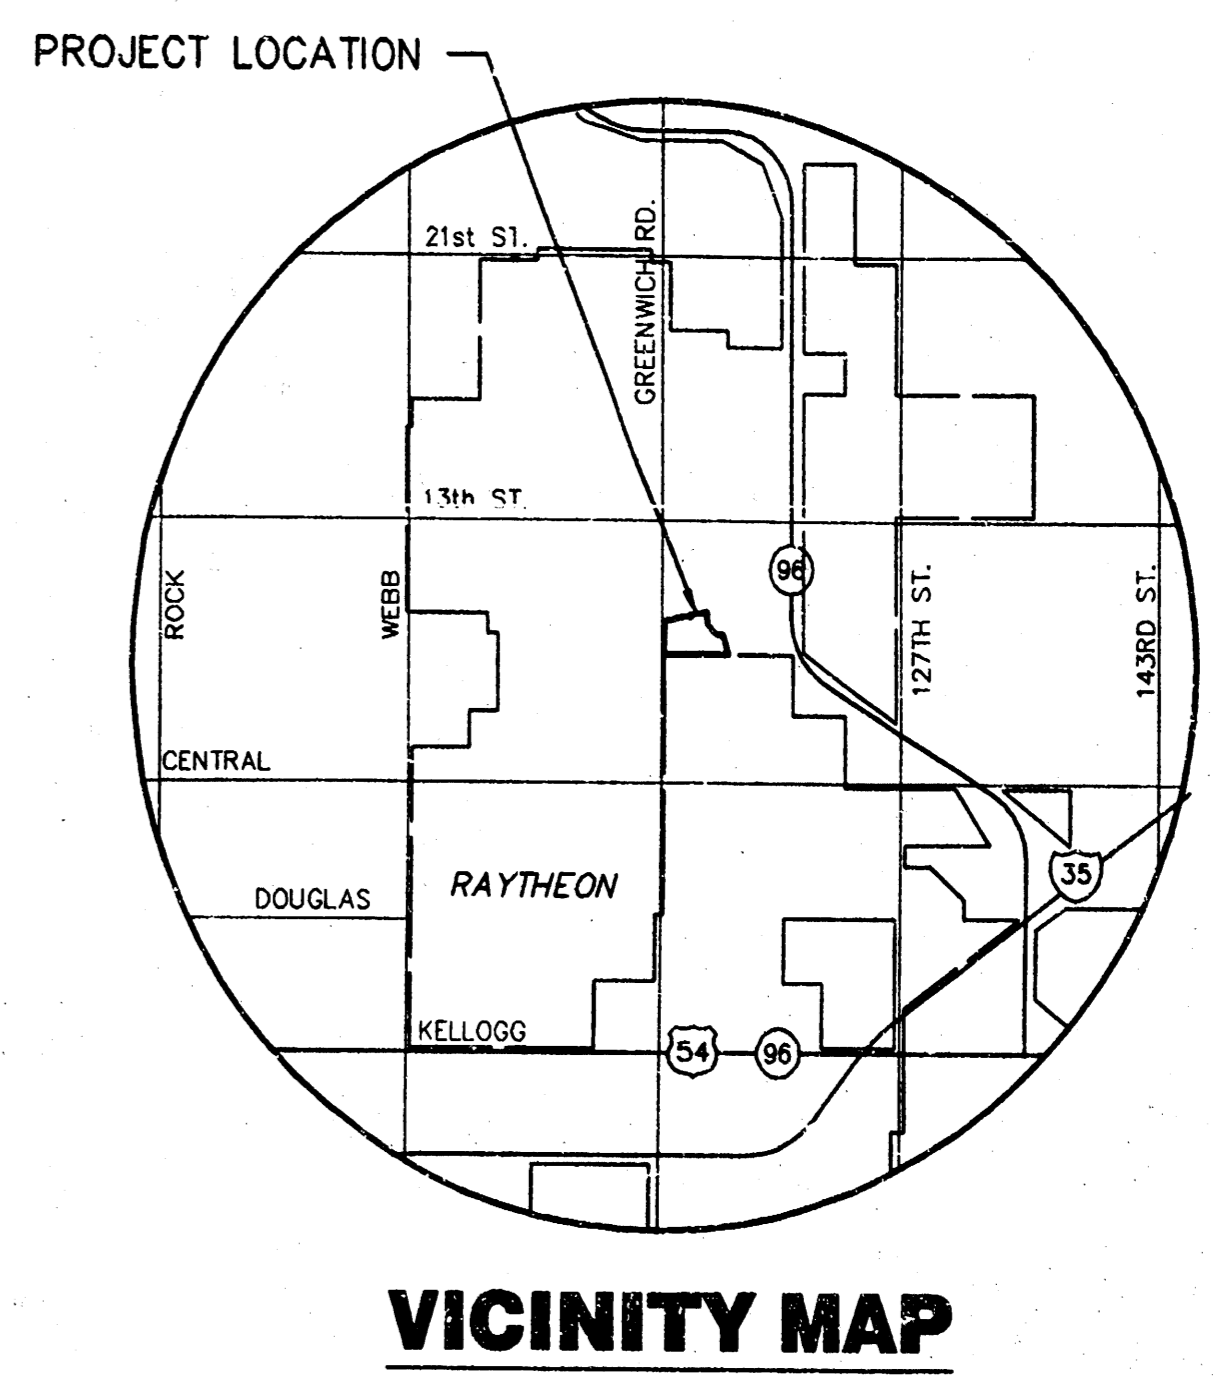 PROJECT LOCATION
21st ST.
GREENWICH RD.
13th ST.
96
ROCK
WEBB
127TH ST.
143RD ST.
CENTRAL
RAYTHEON
35
DOUGLAS
KELLOGG
54
96
VICINITY MAP